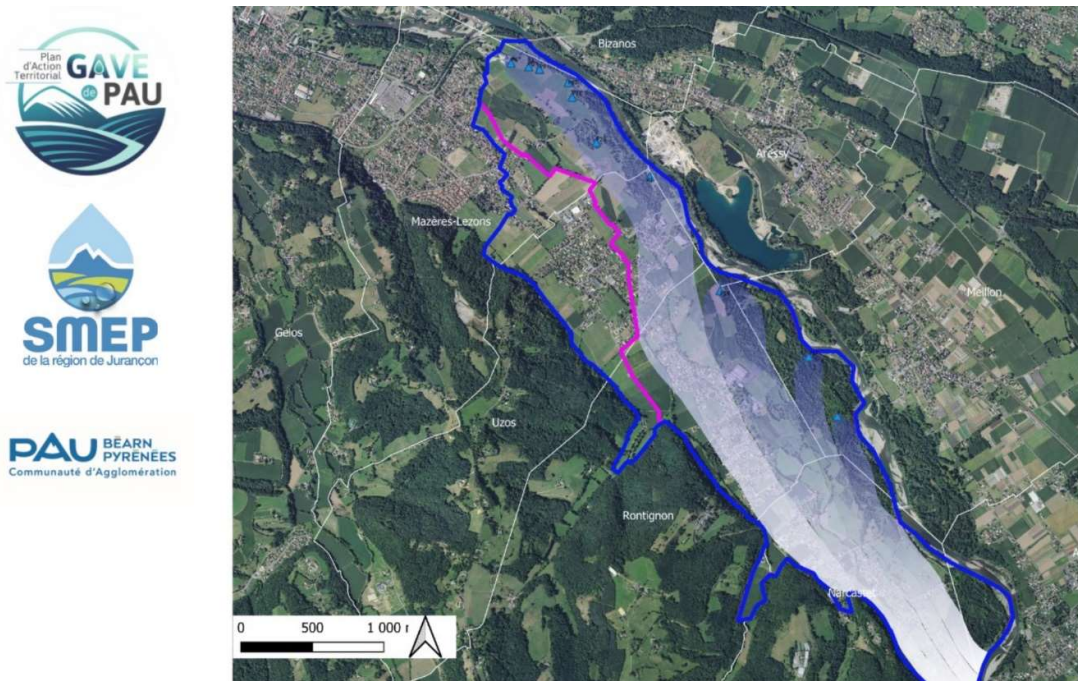 Plan
d'Action
Territorial
GAVE
de PAU
SMEP
de la région de Jurançon
PAU BÉARN
PYRÉNÉES
Communauté d'Agglomération
Bizanos
Aressy
Mazères-Lezons
Meillon
Gelos
Uzos
Rontignon
Narcastet
0 500 1 000